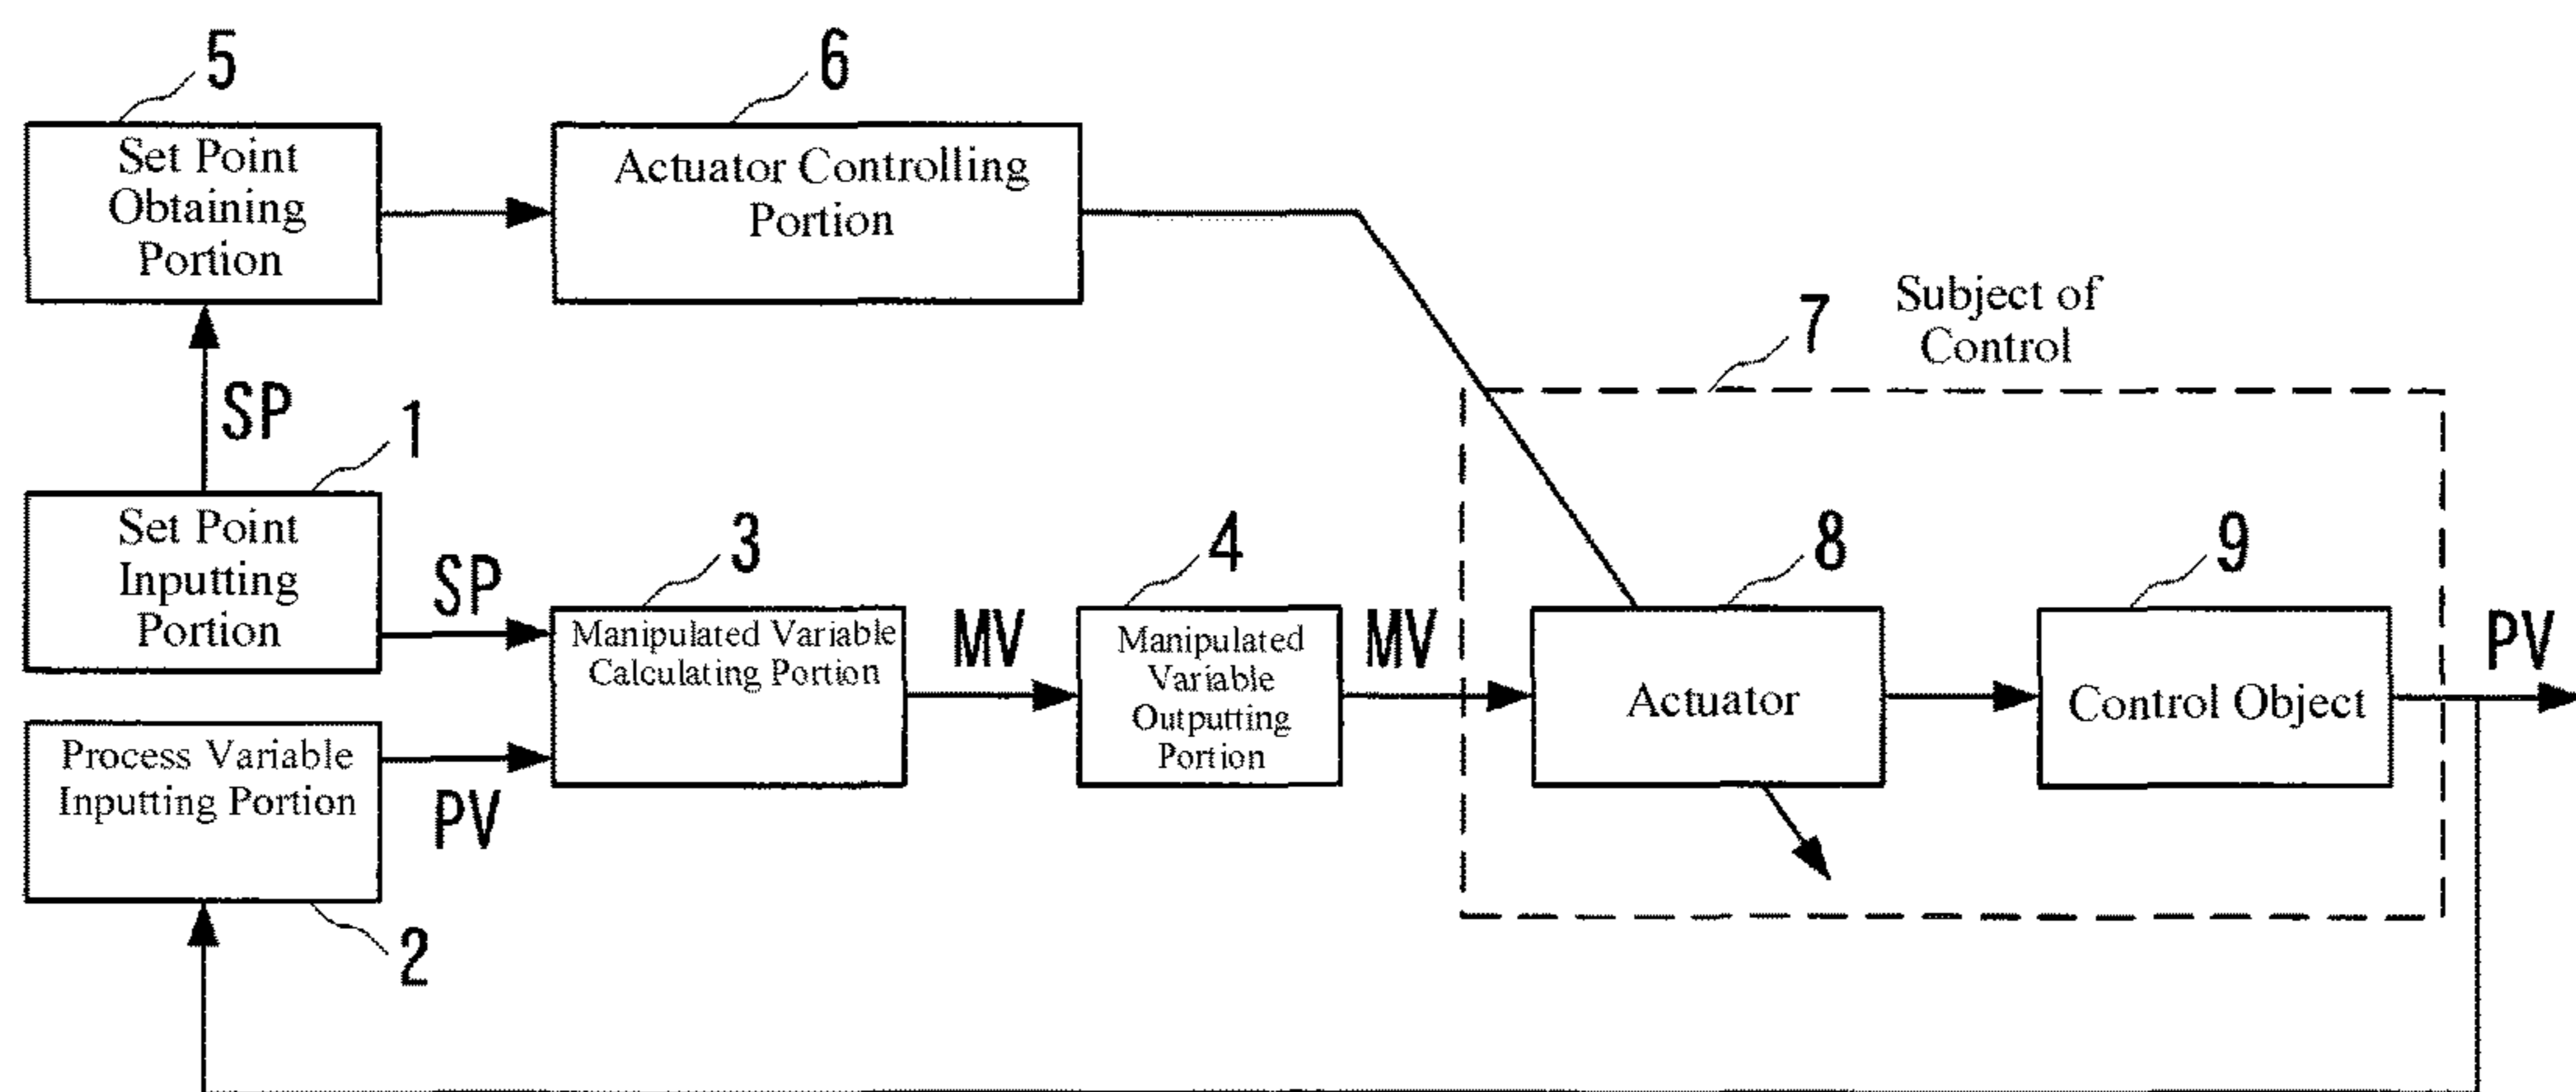 5
6
Set Point
Obtaining
Portion
Actuator Controlling
Portion
7
Subject of
Control
SP
1
Set Point
Inputting
Portion
SP
3
4
8
9
Manipulated Variable
Calculating Portion
MV
Manipulated
Variable
Outputting
Portion
MV
Actuator
Control Object
PV
Process Variable
Inputting Portion
PV
2